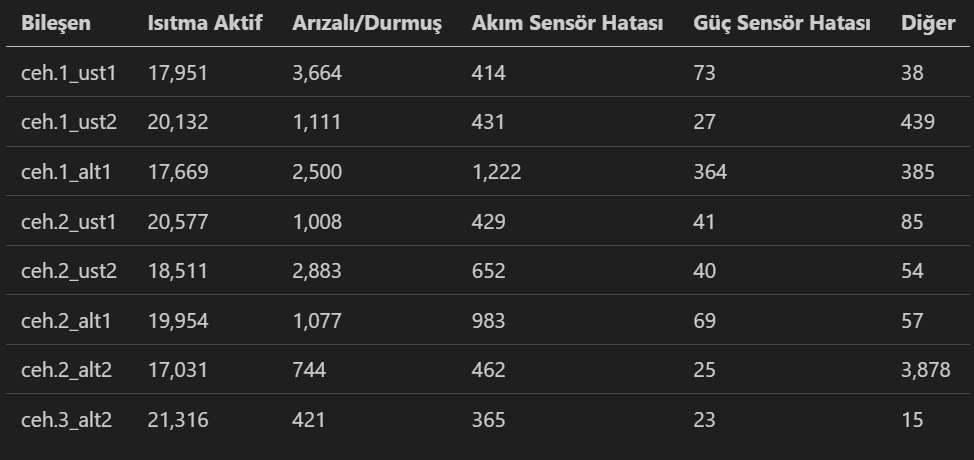 Bileşen Isıtma Aktif Arızalı/Durmuş Akım Sensör Hatası Güç Sensör Hatası Diğer
ceh.1_ust1 17,951 3,664 414 73 38
ceh.1_ust2 20,132 1,111 431 27 439
ceh.1_alt1 17,669 2,500 1,222 364 385
ceh.2_ust1 20,577 1,008 429 41 85
ceh.2_ust2 18,511 2,883 652 40 54
ceh.2_alt1 19,954 1,077 983 69 57
ceh.2_alt2 17,031 744 462 25 3,878
ceh.3_alt2 21,316 421 365 23 15